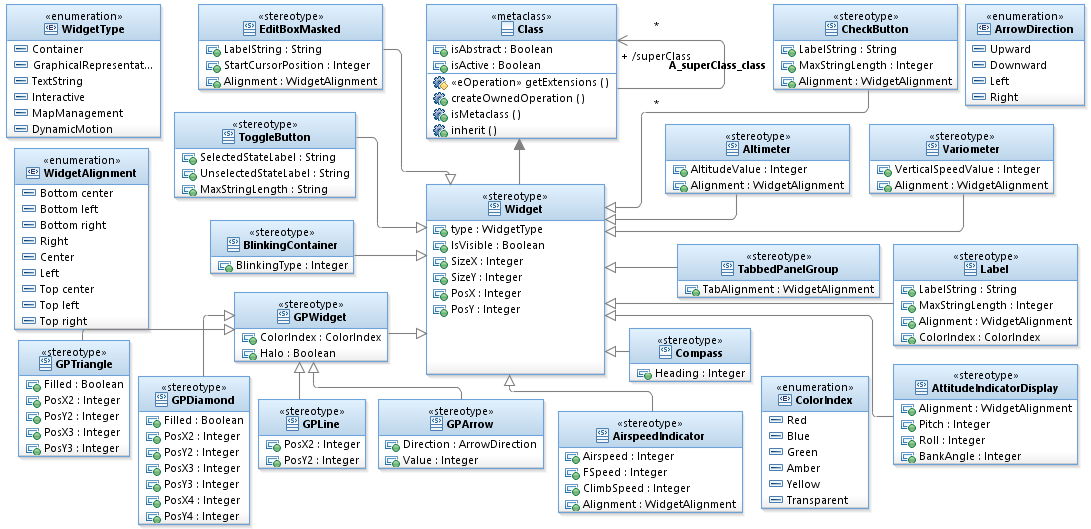 «enumeration»
WidgetType
Container
GraphicalRepresentat...
TextString
Interactive
MapManagement
DynamicMotion
«stereotype»
EditBoxMasked
LabelString : String
StartCursorPosition : Integer
Alignment : WidgetAlignment
«metaclass»
Class
isAbstract : Boolean
isActive : Boolean
«eOperation» getExtensions ( )
createOwnedOperation ( )
isMetaclass ( )
inherit ( )
*
+ /superClass
A_superClass_class
*
«stereotype»
CheckButton
LabelString : String
MaxStringLength : Integer
Alignment : WidgetAlignment
«enumeration»
ArrowDirection
Upward
Downward
Left
Right
«stereotype»
ToggleButton
SelectedStateLabel : String
UnselectedStateLabel : String
MaxStringLength : String
«stereotype»
Altimeter
AltitudeValue : Integer
Alignment : WidgetAlignment
«stereotype»
Variometer
VerticalSpeedValue : Integer
Alignment : WidgetAlignment
«enumeration»
WidgetAlignment
Bottom center
Bottom left
Bottom right
Right
Center
Left
Top center
Top left
Top right
«stereotype»
Widget
type : WidgetType
IsVisible : Boolean
SizeX : Integer
SizeY : Integer
PosX : Integer
PosY : Integer
«stereotype»
BlinkingContainer
BlinkingType : Integer
«stereotype»
TabbedPanelGroup
TabAlignment : WidgetAlignment
«stereotype»
Label
LabelString : String
MaxStringLength : Integer
Alignment : WidgetAlignment
ColorIndex : ColorIndex
«stereotype»
GPWidget
ColorIndex : ColorIndex
Halo : Boolean
«stereotype»
Compass
Heading : Integer
«stereotype»
GPTriangle
Filled : Boolean
PosX2 : Integer
PosY2 : Integer
PosX3 : Integer
PosY3 : Integer
«stereotype»
GPDiamond
Filled : Boolean
PosX2 : Integer
PosY2 : Integer
PosX3 : Integer
PosY3 : Integer
PosX4 : Integer
PosY4 : Integer
«stereotype»
GPLine
PosX2 : Integer
PosY2 : Integer
«stereotype»
GPArrow
Direction : ArrowDirection
Value : Integer
«stereotype»
AirspeedIndicator
Airspeed : Integer
FSpeed : Integer
ClimbSpeed : Integer
Alignment : WidgetAlignment
«enumeration»
ColorIndex
Red
Blue
Green
Amber
Yellow
Transparent
«stereotype»
AttitudeIndicatorDisplay
Alignment : WidgetAlignment
Pitch : Integer
Roll : Integer
BankAngle : Integer